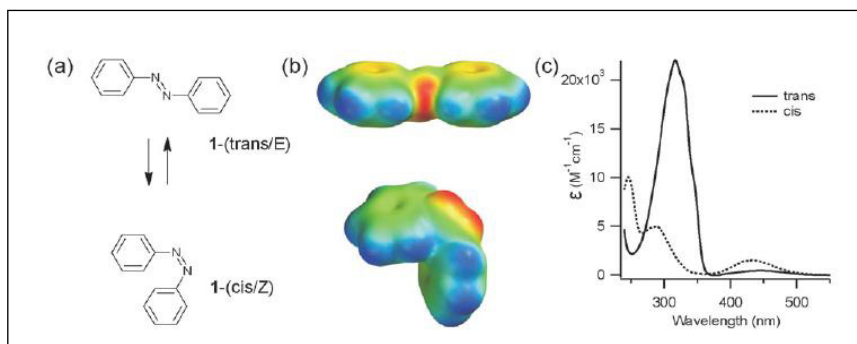 (a)
N
N
1-(trans/E)
N
N
1-(cis/Z)
(b)
(c)
20x10³
15
10
5
0
ε (M⁻¹cm⁻¹)
trans
cis
300 400 500
Wavelength (nm)